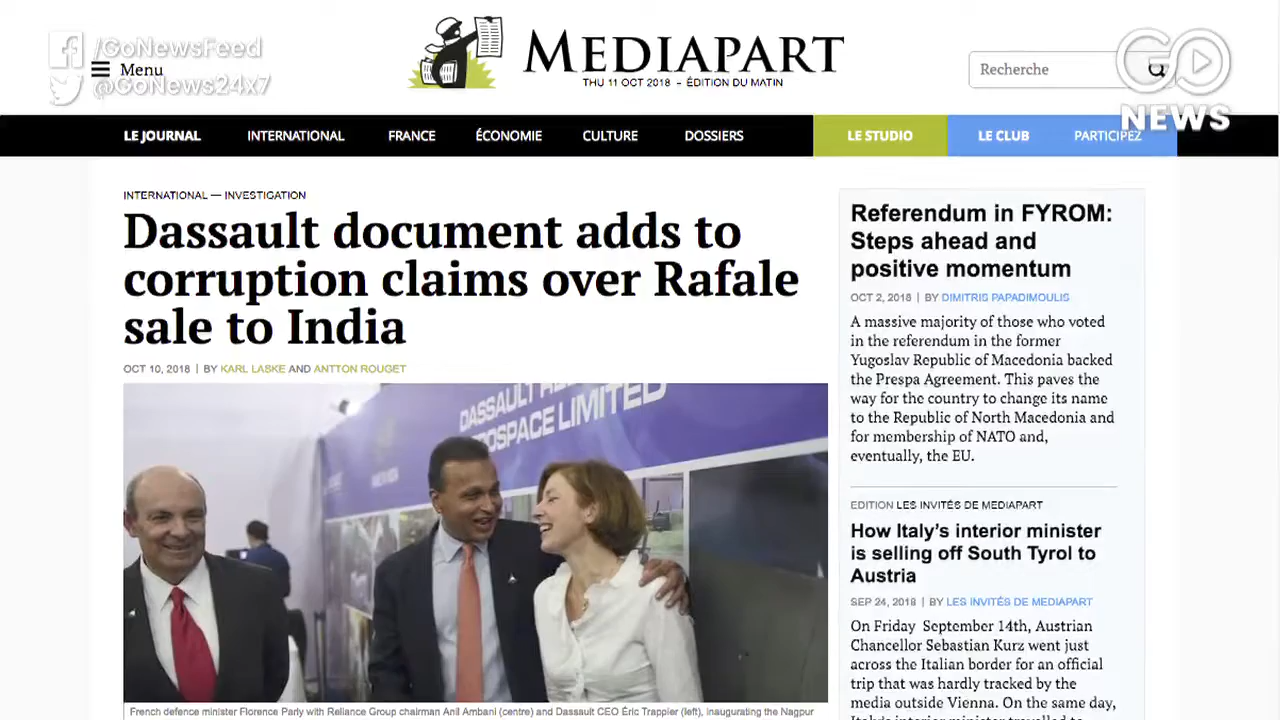 /GoNewsFeed
Menu
@GoNews24x7
MEDIAPART
THU 11 OCT 2018 – ÉDITION DU MATIN
Recherche
GO
NEWS
LE JOURNAL INTERNATIONAL FRANCE ÉCONOMIE CULTURE DOSSIERS LE STUDIO LE CLUB PARTICIPEZ
INTERNATIONAL — INVESTIGATION
Dassault document adds to
corruption claims over Rafale
sale to India
OCT 10, 2018 | BY KARL LASKE AND ANTTON ROUGET
DASSAULT
AEROSPACE LIMITED
French defence minister Florence Parly with Reliance Group chairman Anil Ambani (centre) and Dassault CEO Éric Trappier (left), inaugurating the Nagpur
Referendum in FYROM:
Steps ahead and
positive momentum
OCT 2, 2018 | BY DIMITRIS PAPADIMOULIS
A massive majority of those who voted
in the referendum in the former
Yugoslav Republic of Macedonia backed
the Prespa Agreement. This paves the
way for the country to change its name
to the Republic of North Macedonia and
for membership of NATO and,
eventually, the EU.
EDITION LES INVITÉS DE MEDIAPART
How Italy's interior minister
is selling off South Tyrol to
Austria
SEP 24, 2018 | BY LES INVITÉS DE MEDIAPART
On Friday September 14th, Austrian
Chancellor Sebastian Kurz went just
across the Italian border for an official
trip that was hardly tracked by the
media outside Vienna. On the same day,
Italy's interior minister travelled to